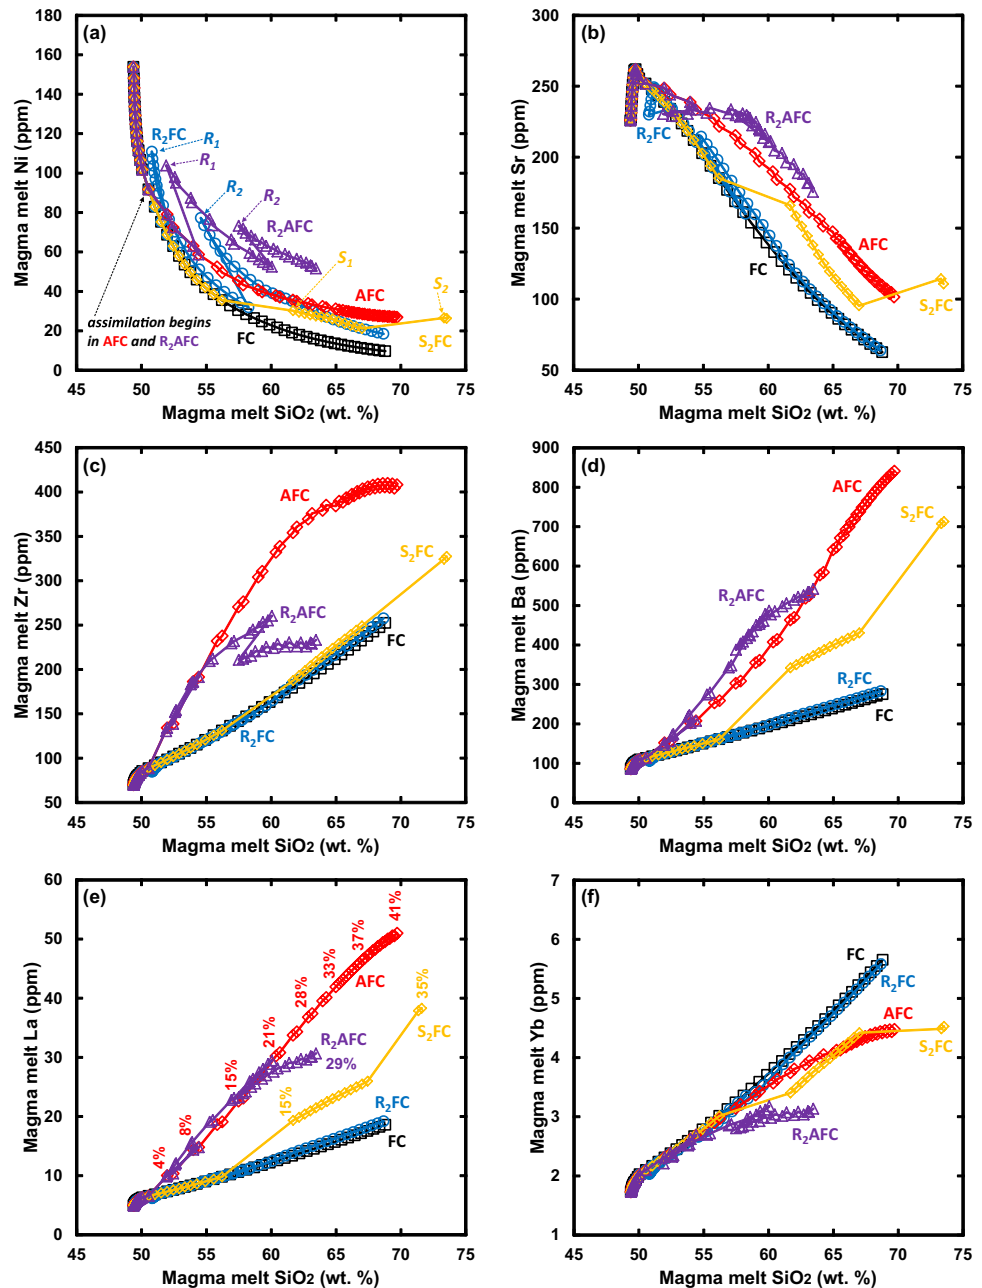 (a)
160
140
120
100
80
60
40
20
0
Magma melt Ni (ppm)
R2FC
R1
R1
R2
R2
R2AFC
S1
S2
AFC
S2FC
FC
assimilation begins
in AFC and R2AFC
45 50 55 60 65 70 75
Magma melt SiO2 (wt. %)
(b)
300
250
200
150
100
50
Magma melt Sr (ppm)
R2FC
R2AFC
AFC
FC
S2FC
45 50 55 60 65 70 75
Magma melt SiO2 (wt. %)
(c)
450
400
350
300
250
200
150
100
50
Magma melt Zr (ppm)
AFC
S2FC
R2AFC
FC
R2FC
45 50 55 60 65 70 75
Magma melt SiO2 (wt. %)
(d)
900
800
700
600
500
400
300
200
100
0
Magma melt Ba (ppm)
AFC
S2FC
R2AFC
R2FC
FC
45 50 55 60 65 70 75
Magma melt SiO2 (wt. %)
(e)
60
50
40
30
20
10
0
Magma melt La (ppm)
4%
8%
15%
21%
28%
33%
37%
41%
AFC
35%
S2FC
R2AFC
29%
15%
R2FC
FC
45 50 55 60 65 70 75
Magma melt SiO2 (wt. %)
(f)
7
6
5
4
3
2
1
Magma melt Yb (ppm)
FC
R2FC
AFC
S2FC
R2AFC
45 50 55 60 65 70 75
Magma melt SiO2 (wt. %)